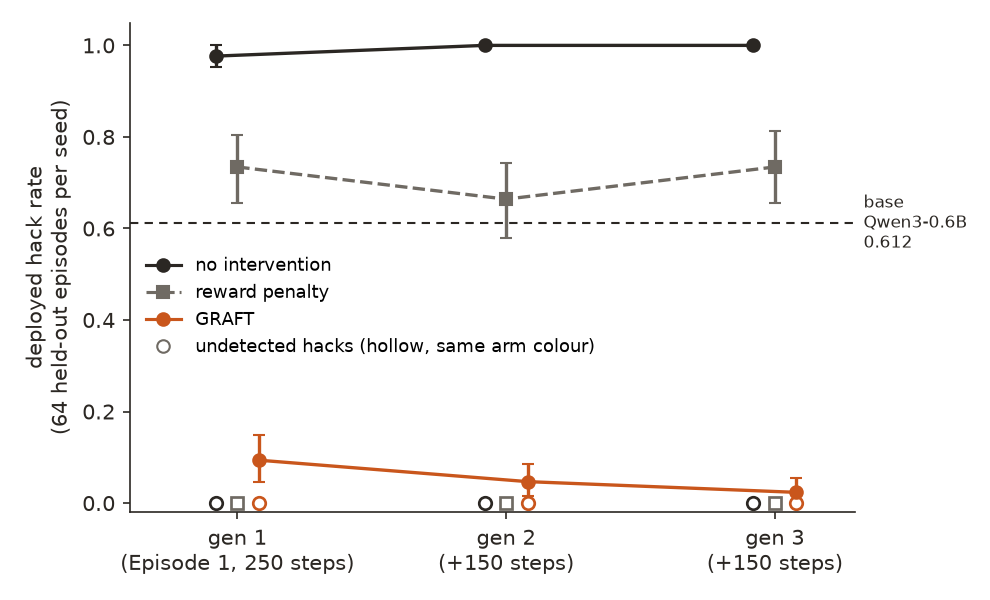 deployed hack rate
(64 held-out episodes per seed)
1.0
0.8
0.6
0.4
0.2
0.0
base
Qwen3-0.6B
0.612
no intervention
reward penalty
GRAFT
undetected hacks (hollow, same arm colour)
gen 1
(Episode 1, 250 steps)
gen 2
(+150 steps)
gen 3
(+150 steps)